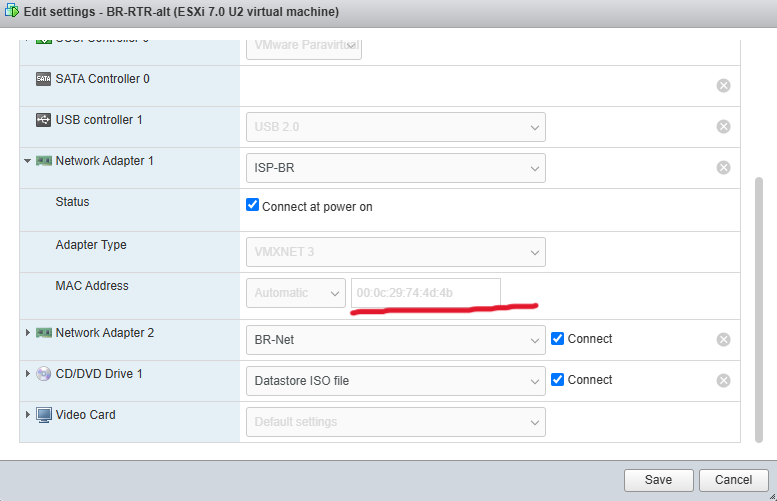 Edit settings - BR-RTR-alt (ESXi 7.0 U2 virtual machine)
VMware Paravirtual
SATA
SATA Controller 0
USB controller 1
USB 2.0
Network Adapter 1
ISP-BR
Status
Connect at power on
Adapter Type
VMXNET 3
MAC Address
Automatic
00:0c:29:74:4d:4b
Network Adapter 2
BR-Net
Connect
CD/DVD Drive 1
Datastore ISO file
Connect
Video Card
Default settings
Save
Cancel